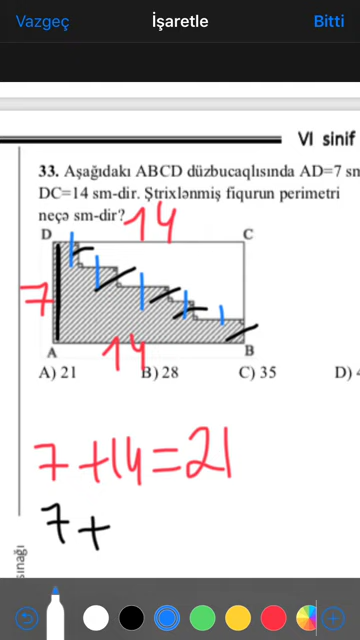 Vazgeç İşaretle Bitti
VI sinif
33. Aşağıdakı ABCD düzbucaqlısında AD=7 sm
DC=14 sm-dir. Ştrixlənmiş fiqurun perimetri
neçə sm-dir?
14
D C
7
14
A B
A) 21 B) 28 C) 35 D) 4
7+14=21
7+
sınağı